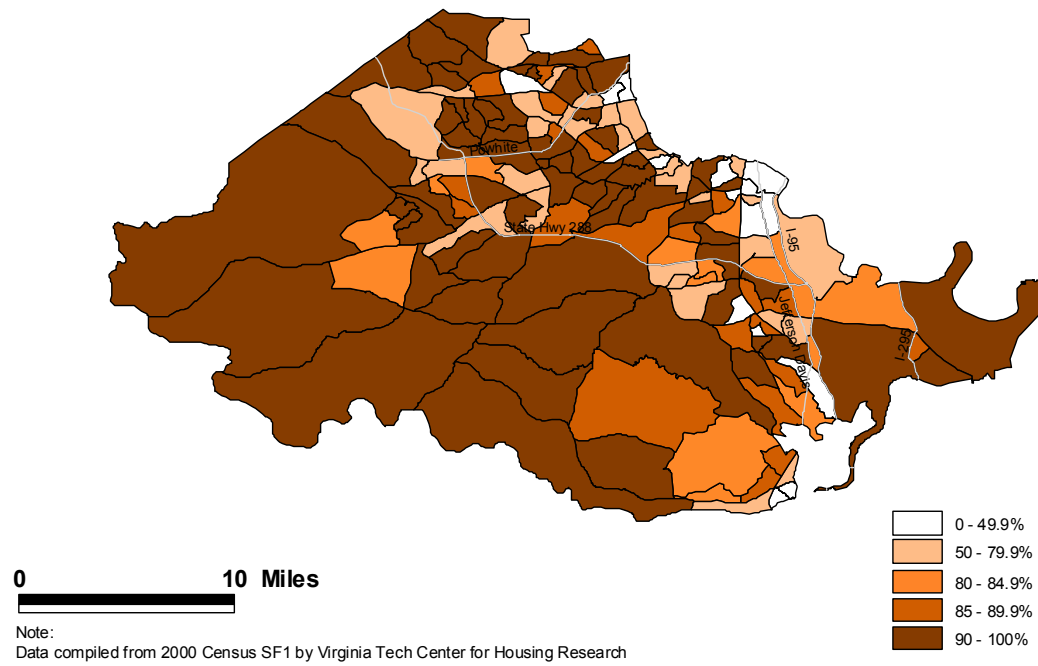 Powhite
State Hwy 288
I-95
Jefferson Davis
I-295
0 - 49.9%
50 - 79.9%
80 - 84.9%
85 - 89.9%
90 - 100%
0 10 Miles
Note:
Data compiled from 2000 Census SF1 by Virginia Tech Center for Housing Research